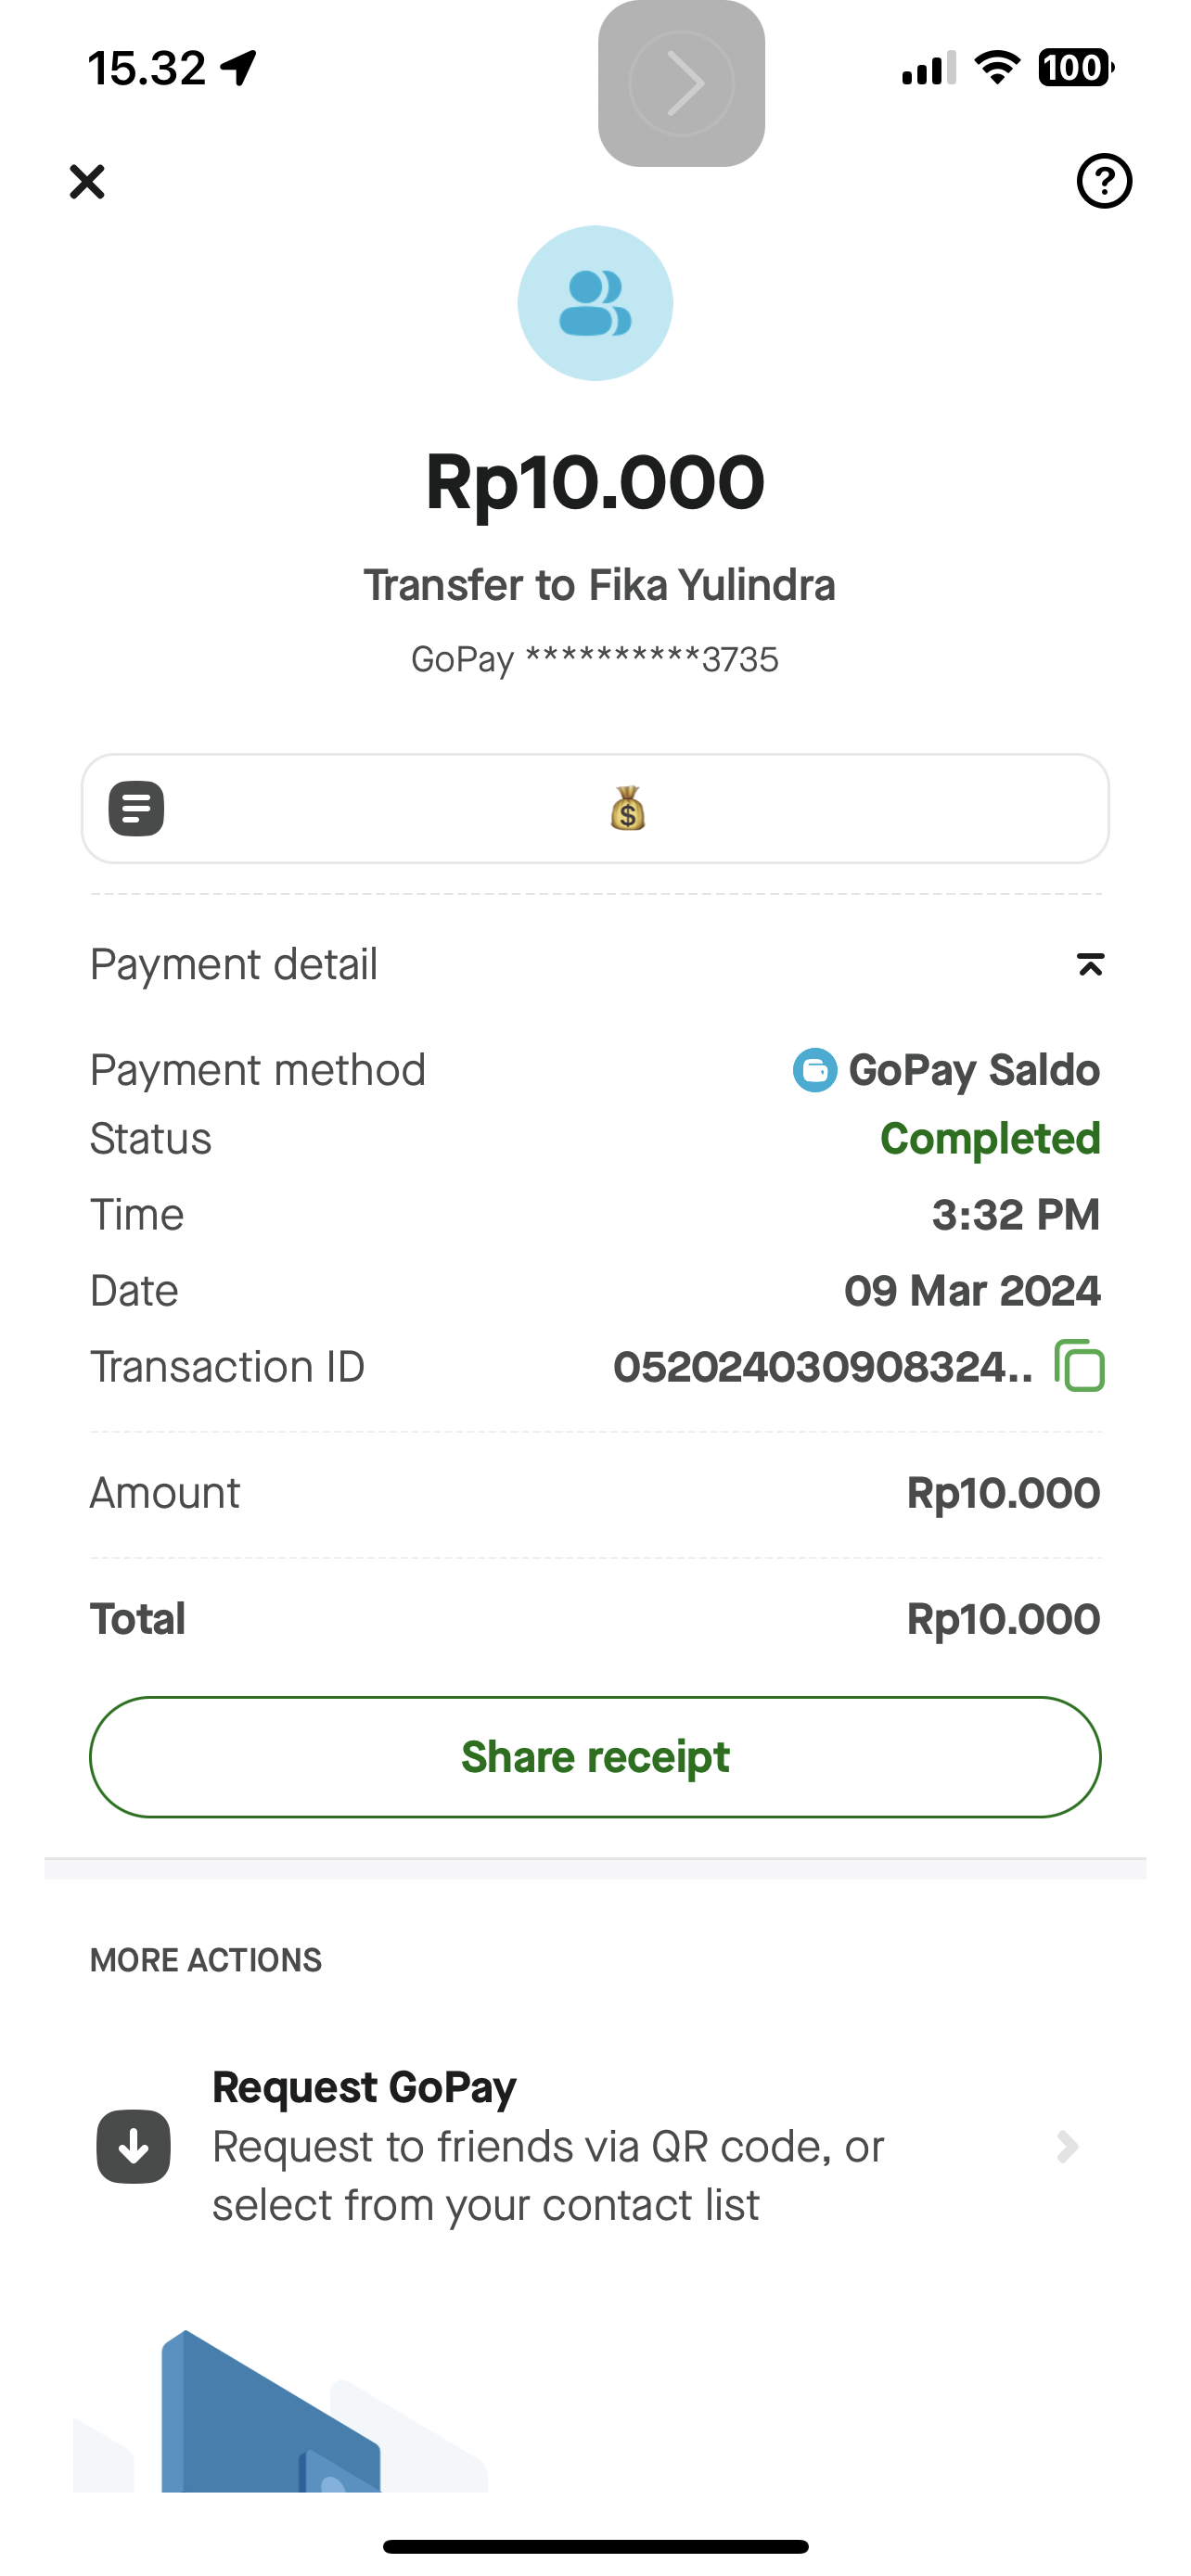 15.32
100
Rp10.000
Transfer to Fika Yulindra
GoPay **********3735
Payment detail
Payment method GoPay Saldo
Status Completed
Time 3:32 PM
Date 09 Mar 2024
Transaction ID 052024030908324..
Amount Rp10.000
Total Rp10.000
Share receipt
MORE ACTIONS
Request GoPay
Request to friends via QR code, or
select from your contact list